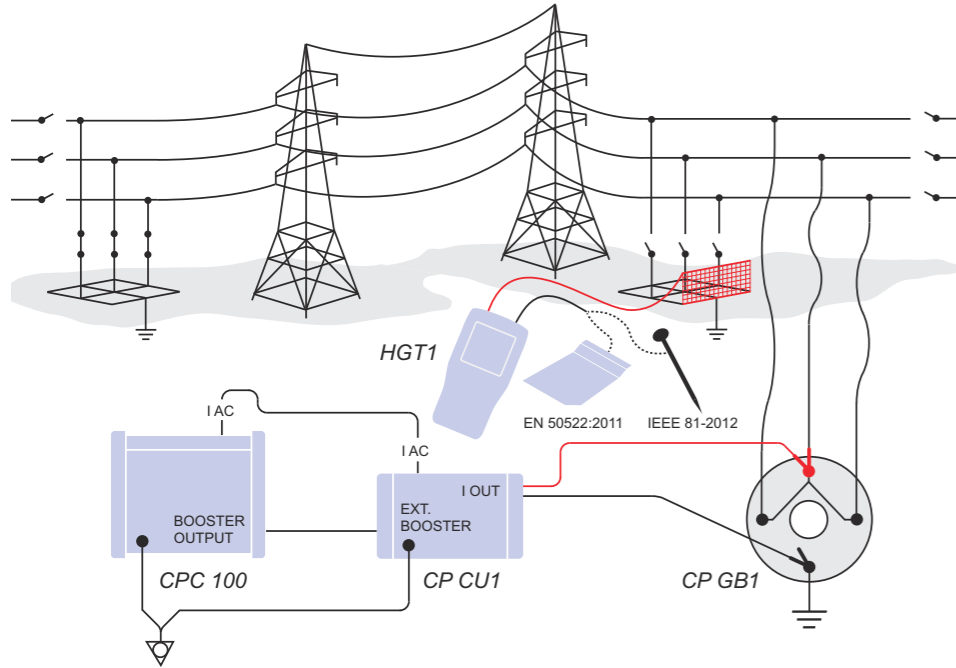 HGT1
EN 50522:2011
IEEE 81-2012
I AC
I AC
I OUT
EXT.
BOOSTER
BOOSTER
OUTPUT
CPC 100
CP CU1
CP GB1